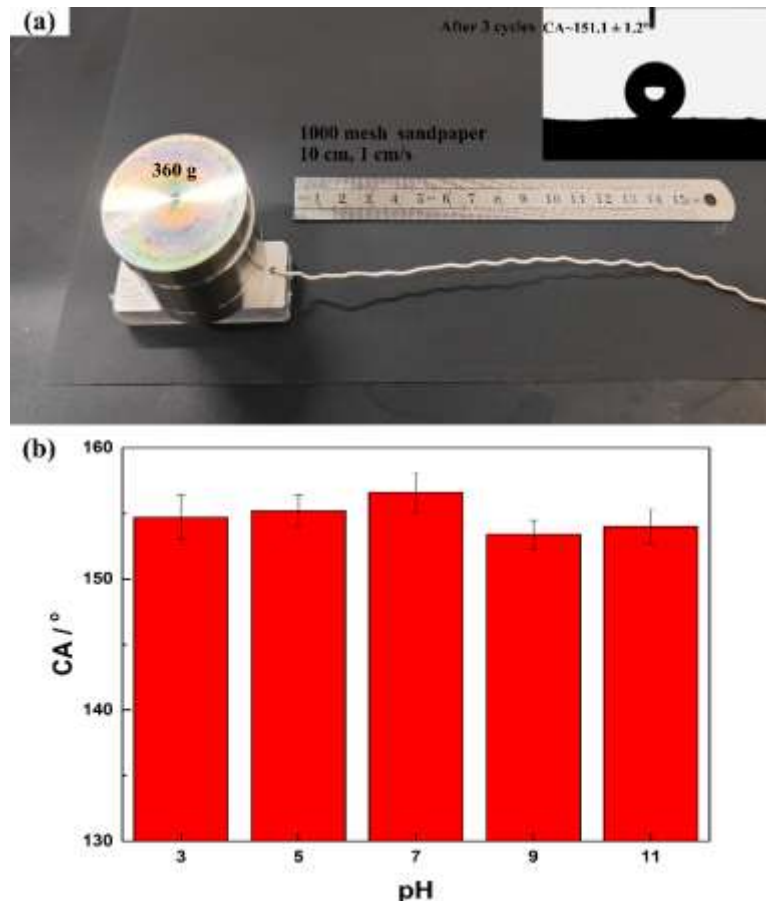 (a)
After 3 cycles CA~151.1 ± 1.2°
1000 mesh sandpaper
10 cm, 1 cm/s
360 g
1 2 3 4 5 6 7 8 9 10 11 12 13 14 15
(b)
160
150
140
130
CA / °
3 5 7 9 11
pH